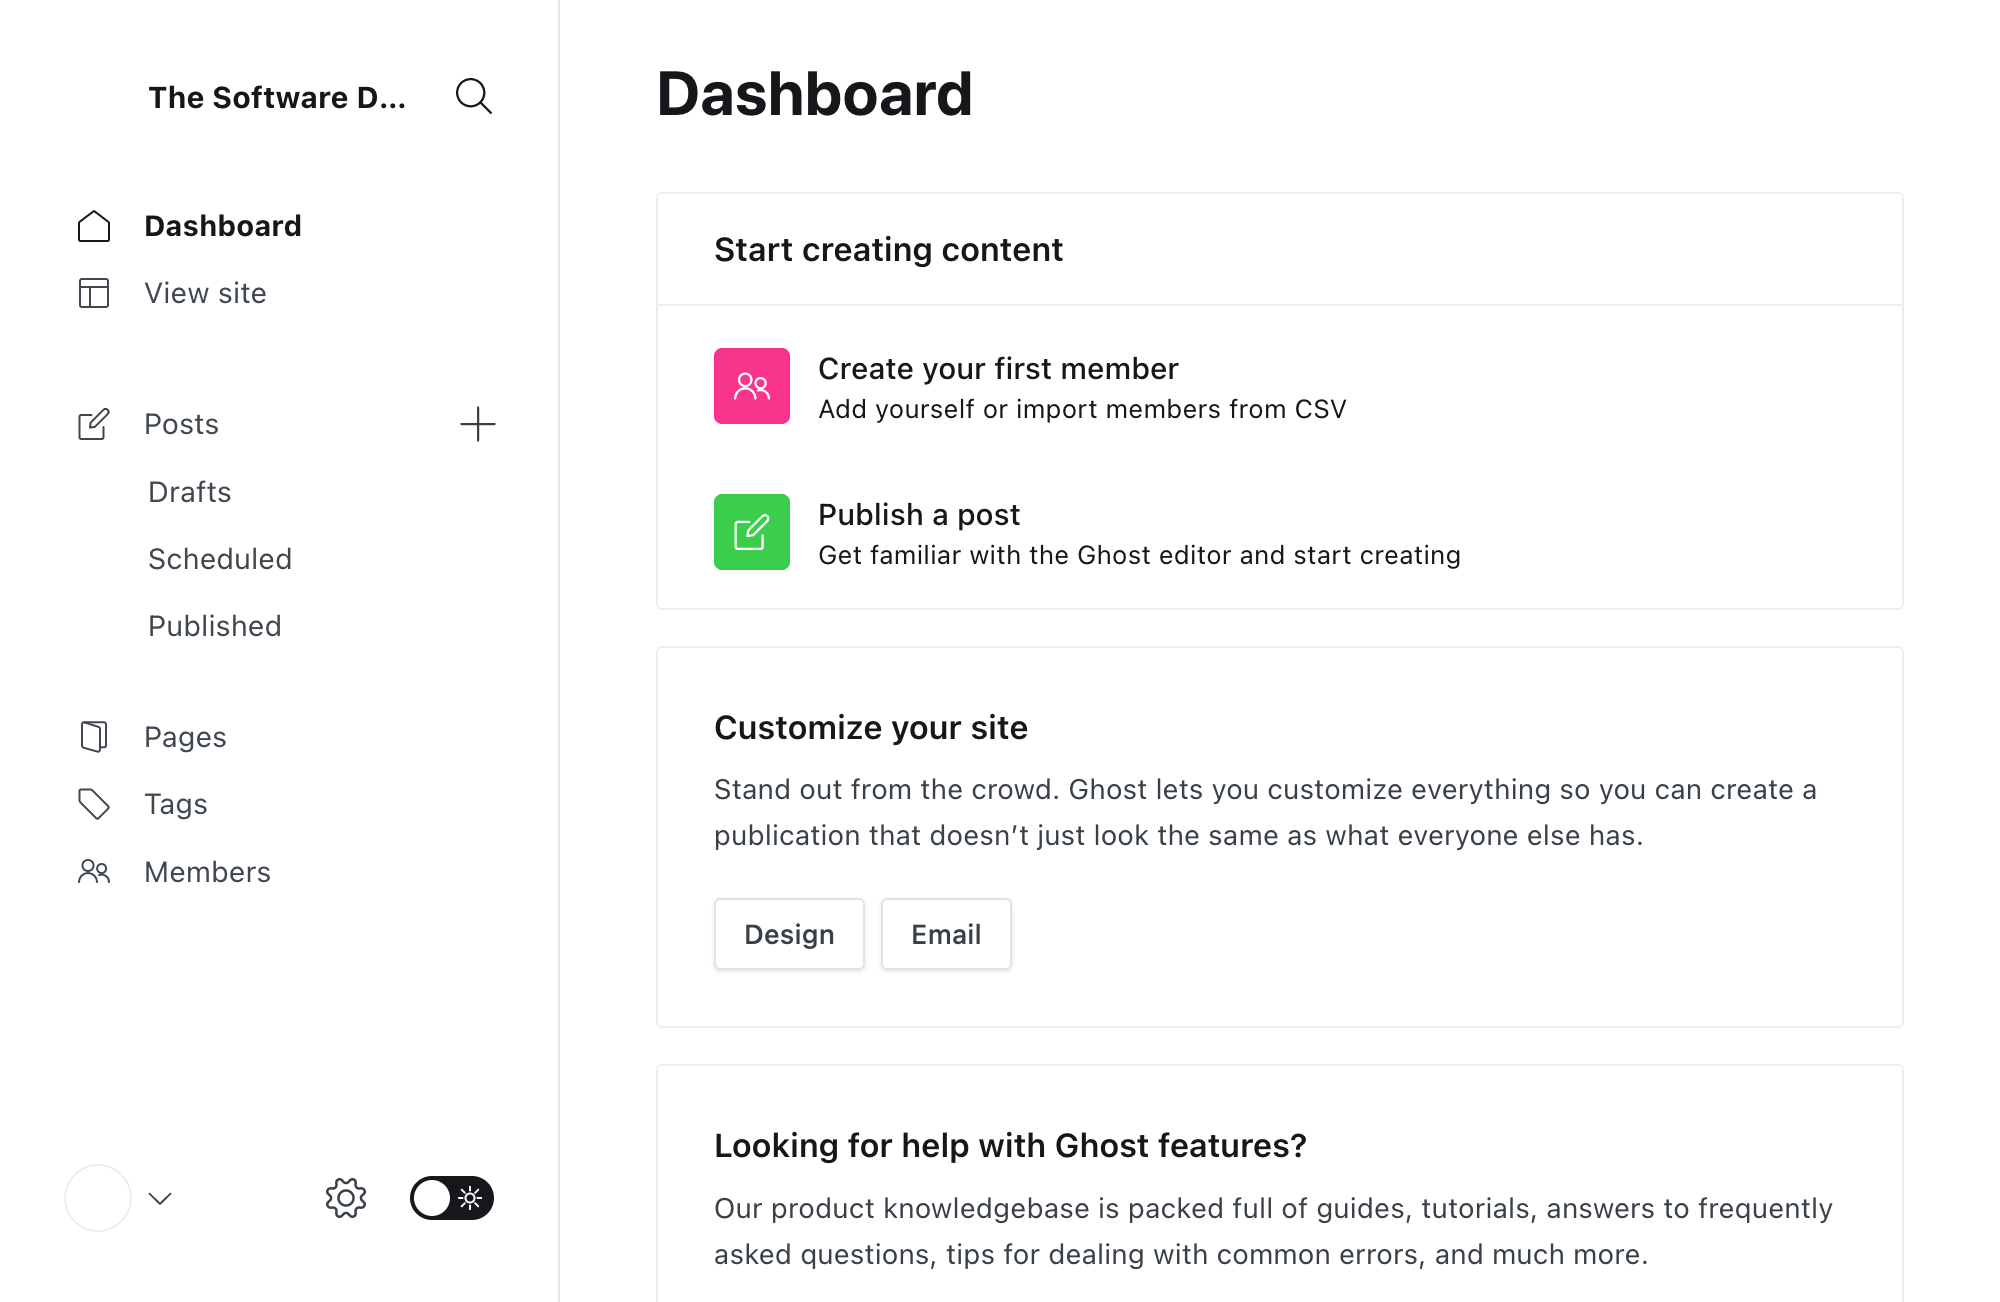 The Software D...
Dashboard
View site
Posts
Drafts
Scheduled
Published
Pages
Tags
Members
Dashboard
Start creating content
Create your first member
Add yourself or import members from CSV
Publish a post
Get familiar with the Ghost editor and start creating
Customize your site
Stand out from the crowd. Ghost lets you customize everything so you can create a
publication that doesn’t just look the same as what everyone else has.
Design
Email
Looking for help with Ghost features?
Our product knowledgebase is packed full of guides, tutorials, answers to frequently
asked questions, tips for dealing with common errors, and much more.